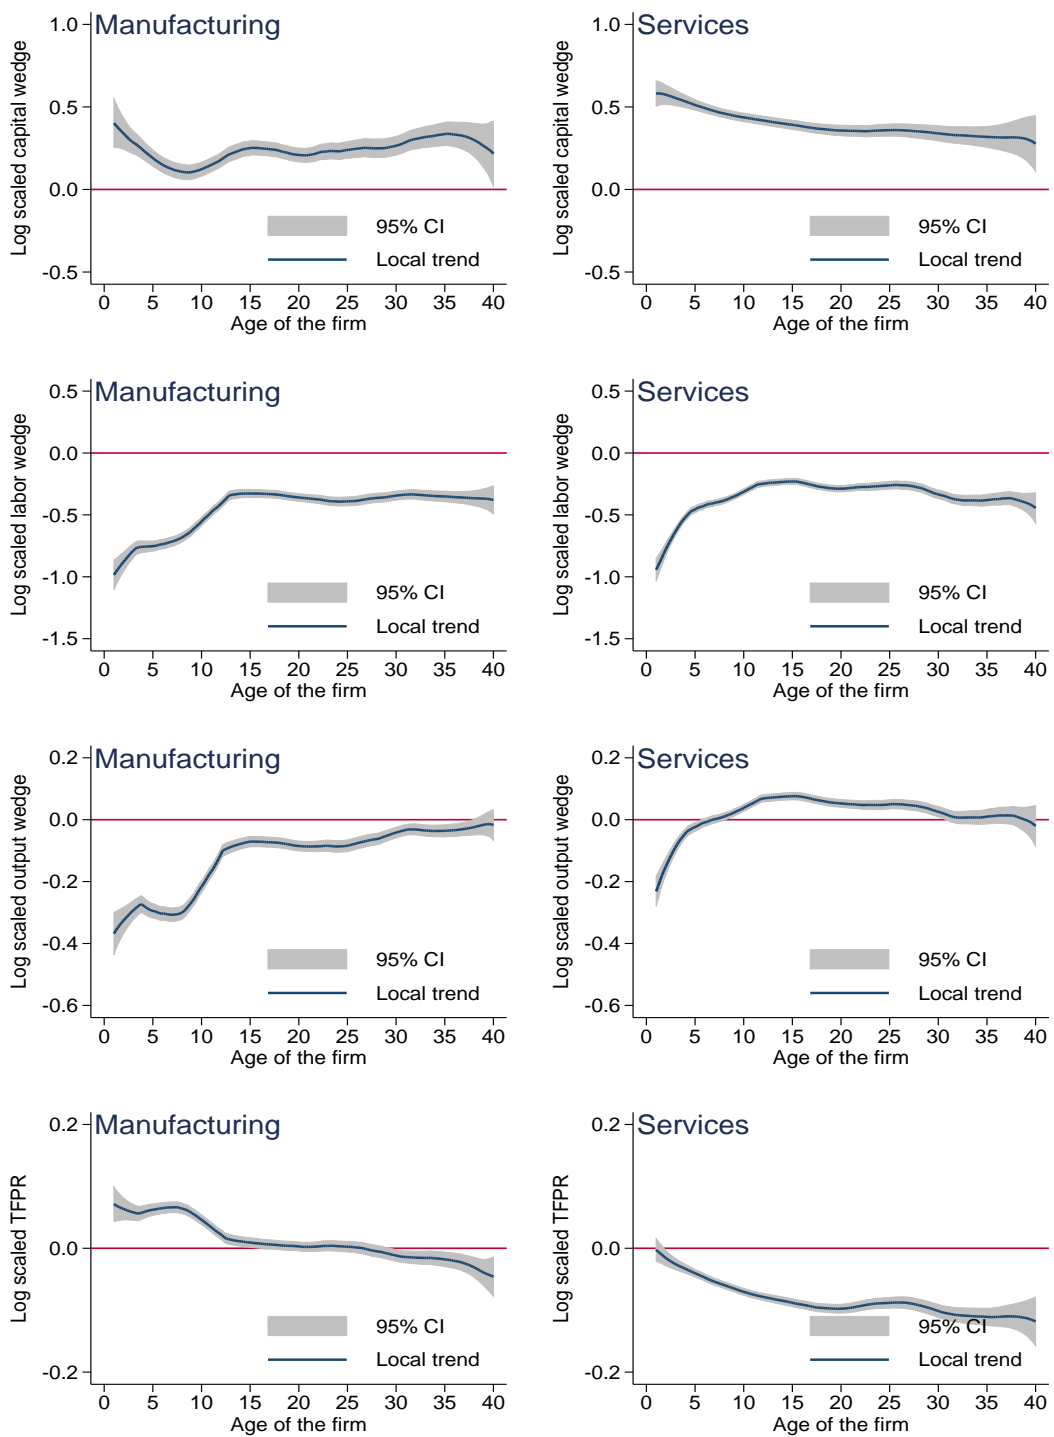 Manufacturing
Log scaled capital wedge
1.0
0.5
0.0
-0.5
95% CI
Local trend
0 5 10 15 20 25 30 35 40
Age of the firm
Services
Log scaled capital wedge
1.0
0.5
0.0
-0.5
95% CI
Local trend
0 5 10 15 20 25 30 35 40
Age of the firm
Manufacturing
Log scaled labor wedge
0.5
0.0
-0.5
-1.0
-1.5
95% CI
Local trend
0 5 10 15 20 25 30 35 40
Age of the firm
Services
Log scaled labor wedge
0.5
0.0
-0.5
-1.0
-1.5
95% CI
Local trend
0 5 10 15 20 25 30 35 40
Age of the firm
Manufacturing
Log scaled output wedge
0.2
0.0
-0.2
-0.4
-0.6
95% CI
Local trend
0 5 10 15 20 25 30 35 40
Age of the firm
Services
Log scaled output wedge
0.2
0.0
-0.2
-0.4
-0.6
95% CI
Local trend
0 5 10 15 20 25 30 35 40
Age of the firm
Manufacturing
Log scaled TFPR
0.2
0.0
-0.2
95% CI
Local trend
0 5 10 15 20 25 30 35 40
Age of the firm
Services
Log scaled TFPR
0.2
0.0
-0.2
95% CI
Local trend
0 5 10 15 20 25 30 35 40
Age of the firm